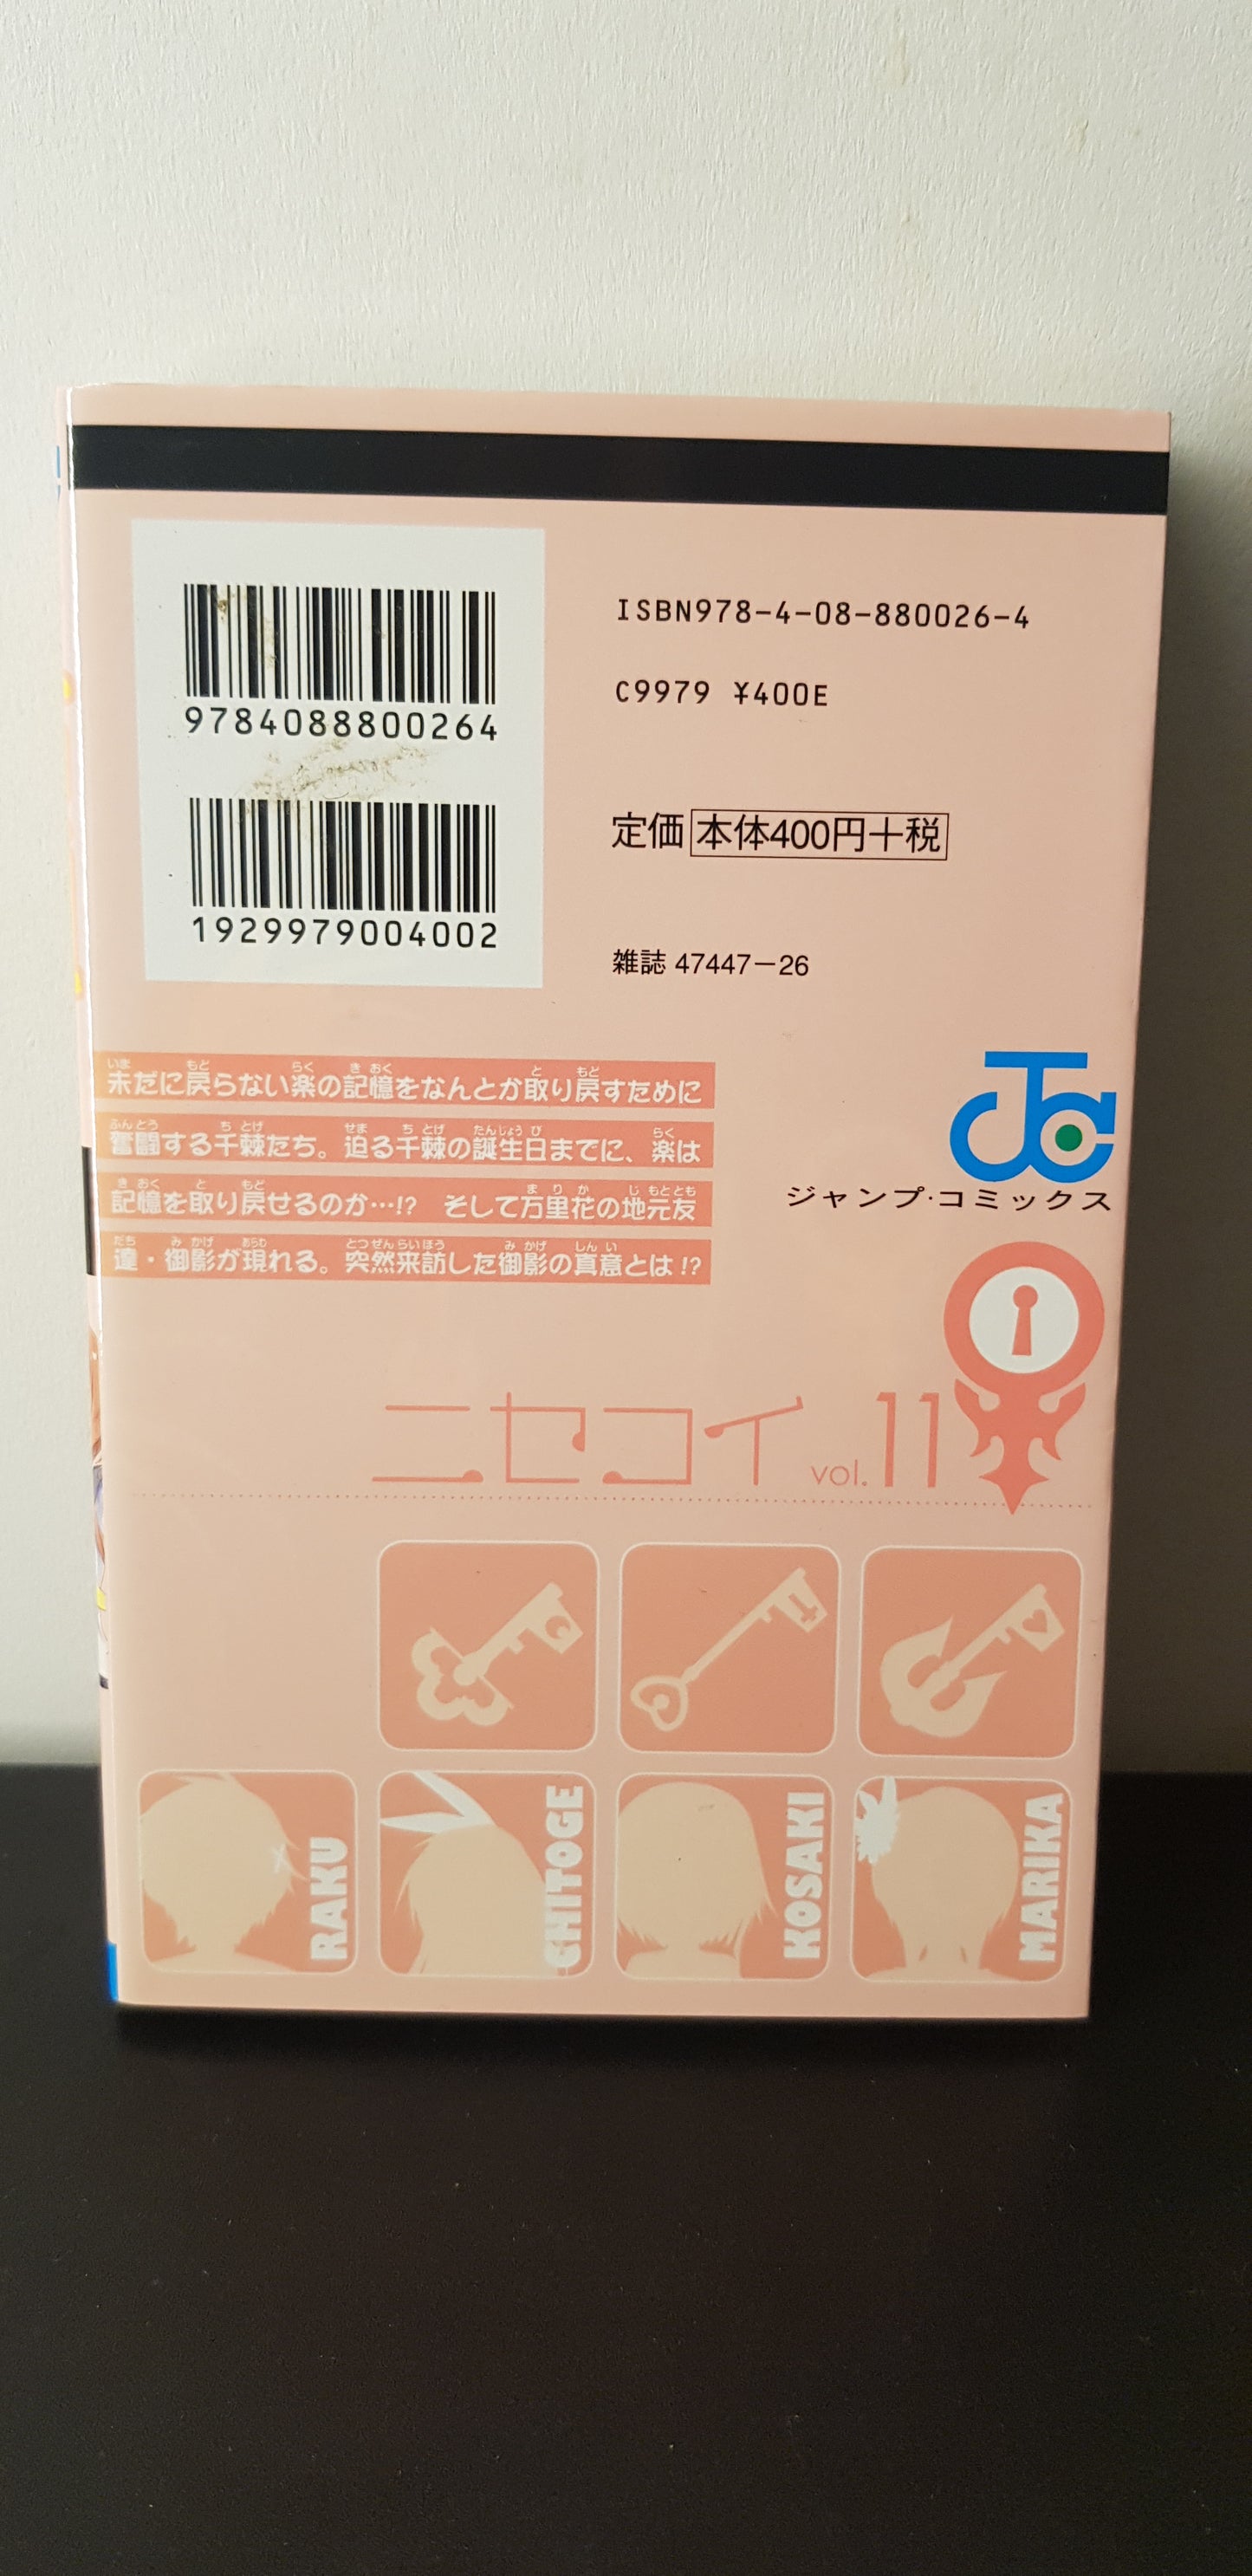 ISBN978-4-08-880026-4
C9979 ¥400E
9784088800264
定価 本体400円+税
1929979004002
雑誌 47447-26
未だに戻らない楽の記憶をなんとか取り戻すために
奮闘する千棘たち。迫る千棘の誕生日までに、楽は
記憶を取り戻せるのか…!? そして万里花の地元友
達・御影が現れる。突然来訪した御影の真意とは!?
JC
ジャンプ・コミックス
ニセコイ vol.11
RAKU
CHITOGE
KOSAKI
MARIKA